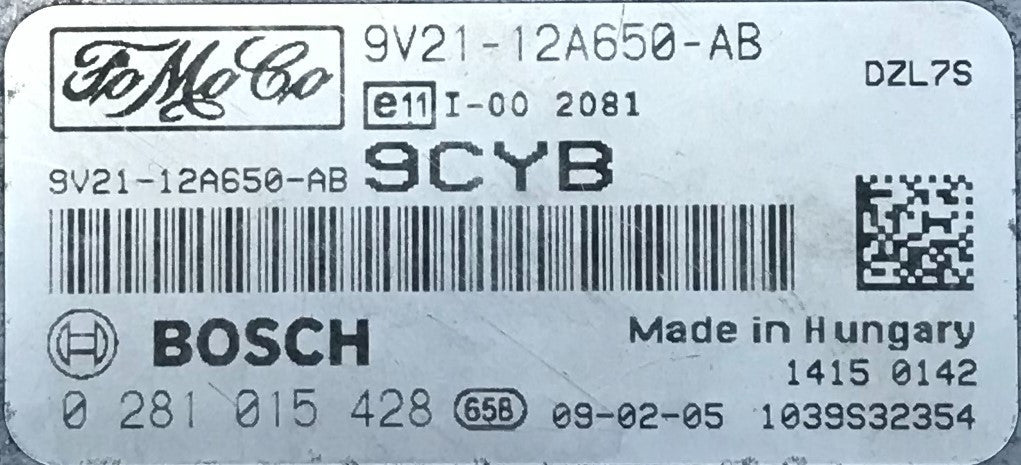 FoMoCo
9V21-12A650-AB
DZL7S
e11 I-00 2081
9V21-12A650-AB 9CYB
BOSCH
Made in Hungary
1415 0142
0 281 015 428 65B 09-02-05 1039S32354